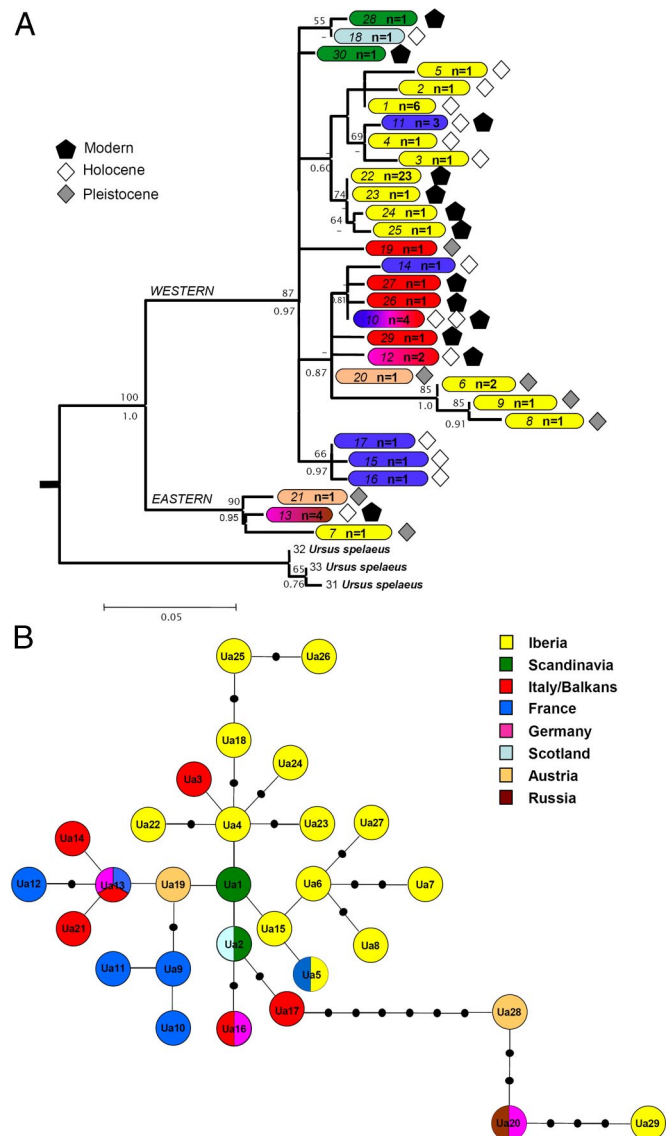 A
Modern
Holocene
Pleistocene
55
–
28 n=1
18 n=1
30 n=1
5 n=1
2 n=1
1 n=6
11 n= 3
69
–
4 n=1
3 n=1
–
0.60
22 n=23
74
–
23 n=1
24 n=1
64
–
25 n=1
19 n=1
14 n=1
–
0.81
27 n=1
26 n=1
10 n=4
29 n=1
–
0.87
12 n=2
20 n=1
85
1.0
6 n=2
85
0.91
9 n=1
8 n=1
WESTERN
87
0.97
100
1.0
17 n=1
66
0.97
15 n=1
16 n=1
EASTERN
90
0.95
21 n=1
13 n=4
7 n=1
32 Ursus spelaeus
65
0.76
33 Ursus spelaeus
31 Ursus spelaeus
0.05
B
Iberia
Scandinavia
Italy/Balkans
France
Germany
Scotland
Austria
Russia
Ua25
Ua26
Ua18
Ua3
Ua24
Ua22
Ua4
Ua23
Ua27
Ua14
Ua12
Ua13
Ua19
Ua1
Ua6
Ua7
Ua21
Ua15
Ua2
Ua8
Ua11
Ua9
Ua5
Ua10
Ua16
Ua17
Ua28
Ua20
Ua29